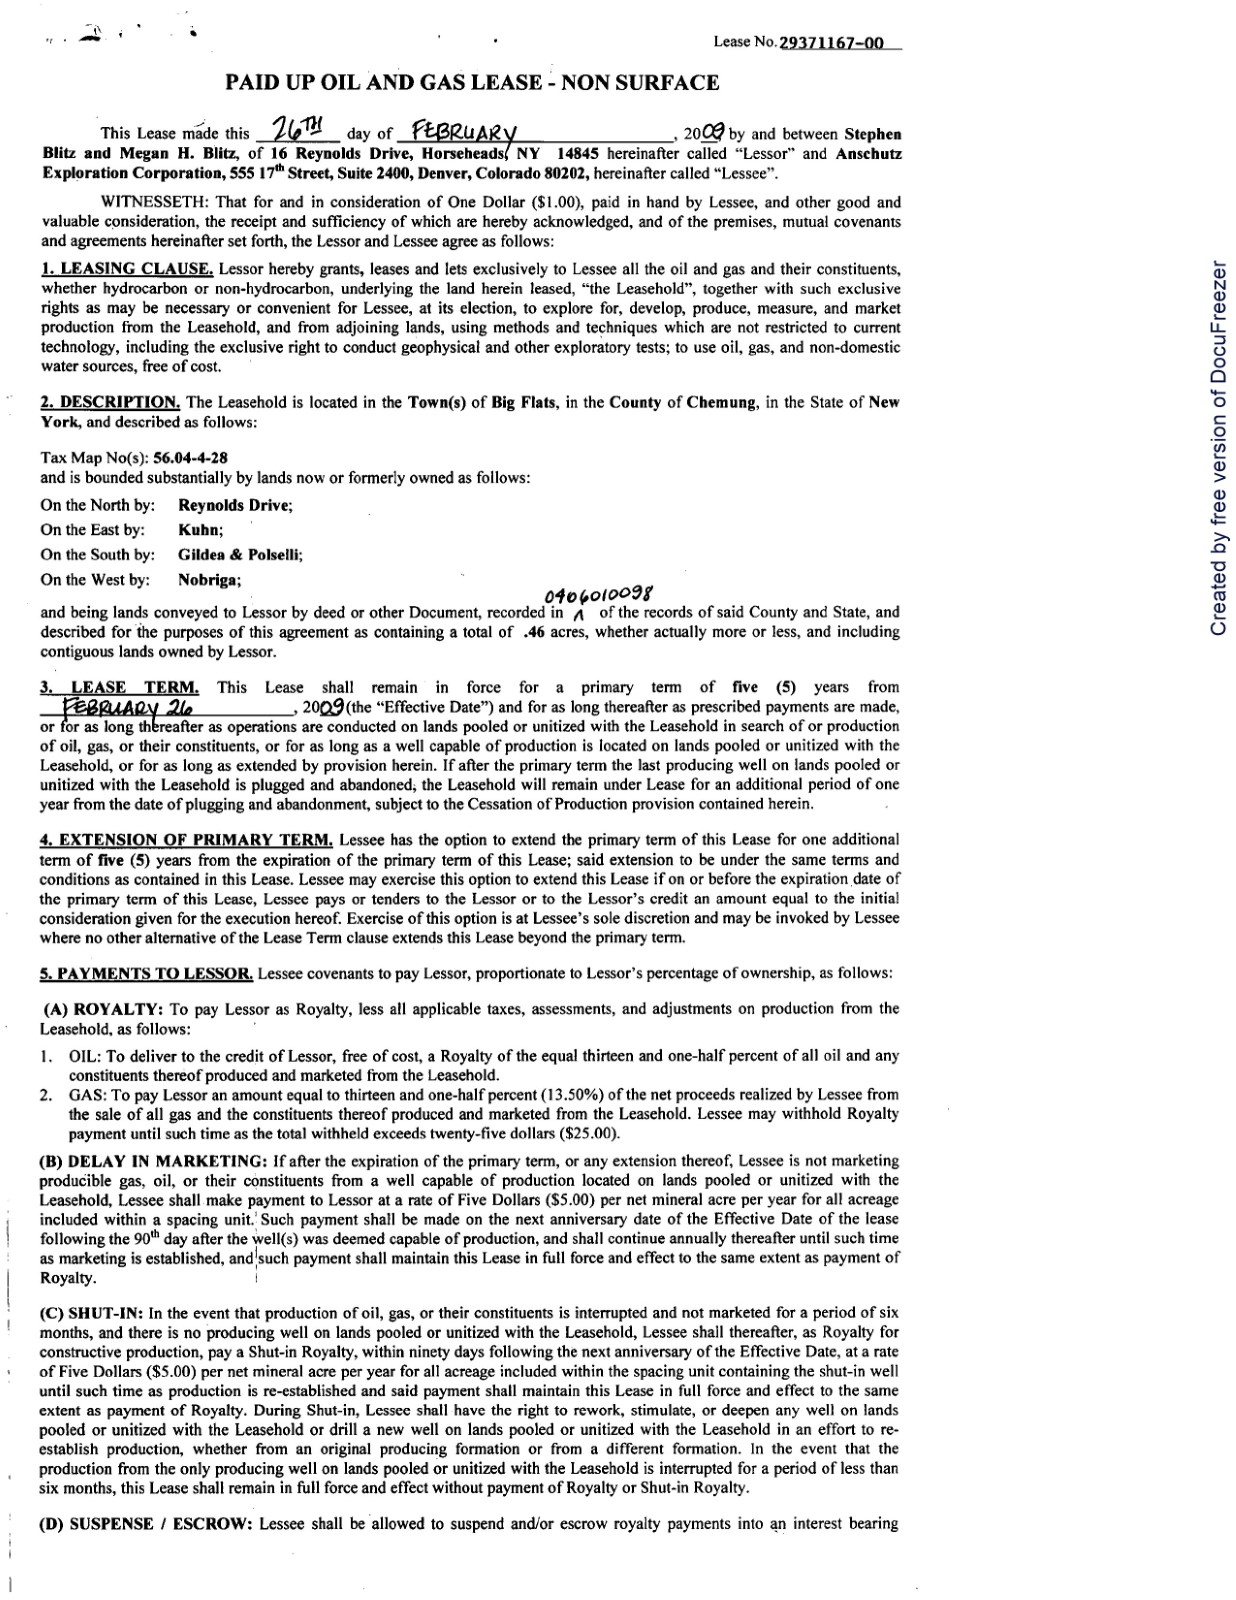 Lease No. 29371167-00
PAID UP OIL AND GAS LEASE - NON SURFACE
This Lease made this 26TH day of FEBRUARY, 2009 by and between Stephen
Blitz and Megan H. Blitz, of 16 Reynolds Drive, Horseheads, NY 14845 hereinafter called “Lessor” and Anschutz
Exploration Corporation, 555 17th Street, Suite 2400, Denver, Colorado 80202, hereinafter called “Lessee”.
WITNESSETH: That for and in consideration of One Dollar ($1.00), paid in hand by Lessee, and other good and
valuable consideration, the receipt and sufficiency of which are hereby acknowledged, and of the premises, mutual covenants
and agreements hereinafter set forth, the Lessor and Lessee agree as follows:
1. LEASING CLAUSE. Lessor hereby grants, leases and lets exclusively to Lessee all the oil and gas and their constituents,
whether hydrocarbon or non-hydrocarbon, underlying the land herein leased, “the Leasehold”, together with such exclusive
rights as may be necessary or convenient for Lessee, at its election, to explore for, develop, produce, measure, and market
production from the Leasehold, and from adjoining lands, using methods and techniques which are not restricted to current
technology, including the exclusive right to conduct geophysical and other exploratory tests; to use oil, gas, and non-domestic
water sources, free of cost.
2. DESCRIPTION. The Leasehold is located in the Town(s) of Big Flats, in the County of Chemung, in the State of New
York, and described as follows:
Tax Map No(s): 56.04-4-28
and is bounded substantially by lands now or formerly owned as follows:
On the North by: Reynolds Drive;
On the East by: Kuhn;
On the South by: Gildea & Polselli;
On the West by: Nobriga;
0406010098
and being lands conveyed to Lessor by deed or other Document, recorded in of the records of said County and State, and
described for the purposes of this agreement as containing a total of .46 acres, whether actually more or less, and including
contiguous lands owned by Lessor.
3. LEASE TERM. This Lease shall remain in force for a primary term of five (5) years from
FEBRUARY 26, 2009 (the “Effective Date”) and for as long thereafter as prescribed payments are made,
or for as long thereafter as operations are conducted on lands pooled or unitized with the Leasehold in search of or production
of oil, gas, or their constituents, or for as long as a well capable of production is located on lands pooled or unitized with the
Leasehold, or for as long as extended by provision herein. If after the primary term the last producing well on lands pooled or
unitized with the Leasehold is plugged and abandoned, the Leasehold will remain under Lease for an additional period of one
year from the date of plugging and abandonment, subject to the Cessation of Production provision contained herein.
4. EXTENSION OF PRIMARY TERM. Lessee has the option to extend the primary term of this Lease for one additional
term of five (5) years from the expiration of the primary term of this Lease; said extension to be under the same terms and
conditions as contained in this Lease. Lessee may exercise this option to extend this Lease if on or before the expiration date of
the primary term of this Lease, Lessee pays or tenders to the Lessor or to the Lessor’s credit an amount equal to the initial
consideration given for the execution hereof. Exercise of this option is at Lessee’s sole discretion and may be invoked by Lessee
where no other alternative of the Lease Term clause extends this Lease beyond the primary term.
5. PAYMENTS TO LESSOR. Lessee covenants to pay Lessor, proportionate to Lessor’s percentage of ownership, as follows:
(A) ROYALTY: To pay Lessor as Royalty, less all applicable taxes, assessments, and adjustments on production from the
Leasehold, as follows:
1. OIL: To deliver to the credit of Lessor, free of cost, a Royalty of the equal thirteen and one-half percent of all oil and any
constituents thereof produced and marketed from the Leasehold.
2. GAS: To pay Lessor an amount equal to thirteen and one-half percent (13.50%) of the net proceeds realized by Lessee from
the sale of all gas and the constituents thereof produced and marketed from the Leasehold. Lessee may withhold Royalty
payment until such time as the total withheld exceeds twenty-five dollars ($25.00).
(B) DELAY IN MARKETING: If after the expiration of the primary term, or any extension thereof, Lessee is not marketing
producible gas, oil, or their constituents from a well capable of production located on lands pooled or unitized with the
Leasehold, Lessee shall make payment to Lessor at a rate of Five Dollars ($5.00) per net mineral acre per year for all acreage
included within a spacing unit. Such payment shall be made on the next anniversary date of the Effective Date of the lease
following the 90th day after the well(s) was deemed capable of production, and shall continue annually thereafter until such time
as marketing is established, and such payment shall maintain this Lease in full force and effect to the same extent as payment of
Royalty.
(C) SHUT-IN: In the event that production of oil, gas, or their constituents is interrupted and not marketed for a period of six
months, and there is no producing well on lands pooled or unitized with the Leasehold, Lessee shall thereafter, as Royalty for
constructive production, pay a Shut-in Royalty, within ninety days following the next anniversary of the Effective Date, at a rate
of Five Dollars ($5.00) per net mineral acre per year for all acreage included within the spacing unit containing the shut-in well
until such time as production is re-established and said payment shall maintain this Lease in full force and effect to the same
extent as payment of Royalty. During Shut-in, Lessee shall have the right to rework, stimulate, or deepen any well on lands
pooled or unitized with the Leasehold or drill a new well on lands pooled or unitized with the Leasehold in an effort to re-
establish production, whether from an original producing formation or from a different formation. In the event that the
production from the only producing well on lands pooled or unitized with the Leasehold is interrupted for a period of less than
six months, this Lease shall remain in full force and effect without payment of Royalty or Shut-in Royalty.
(D) SUSPENSE / ESCROW: Lessee shall be allowed to suspend and/or escrow royalty payments into an interest bearing
Created by free version of DocuFreezer